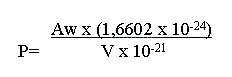 Aw x (1,6602 x 10-24)
P=
V x 10-21